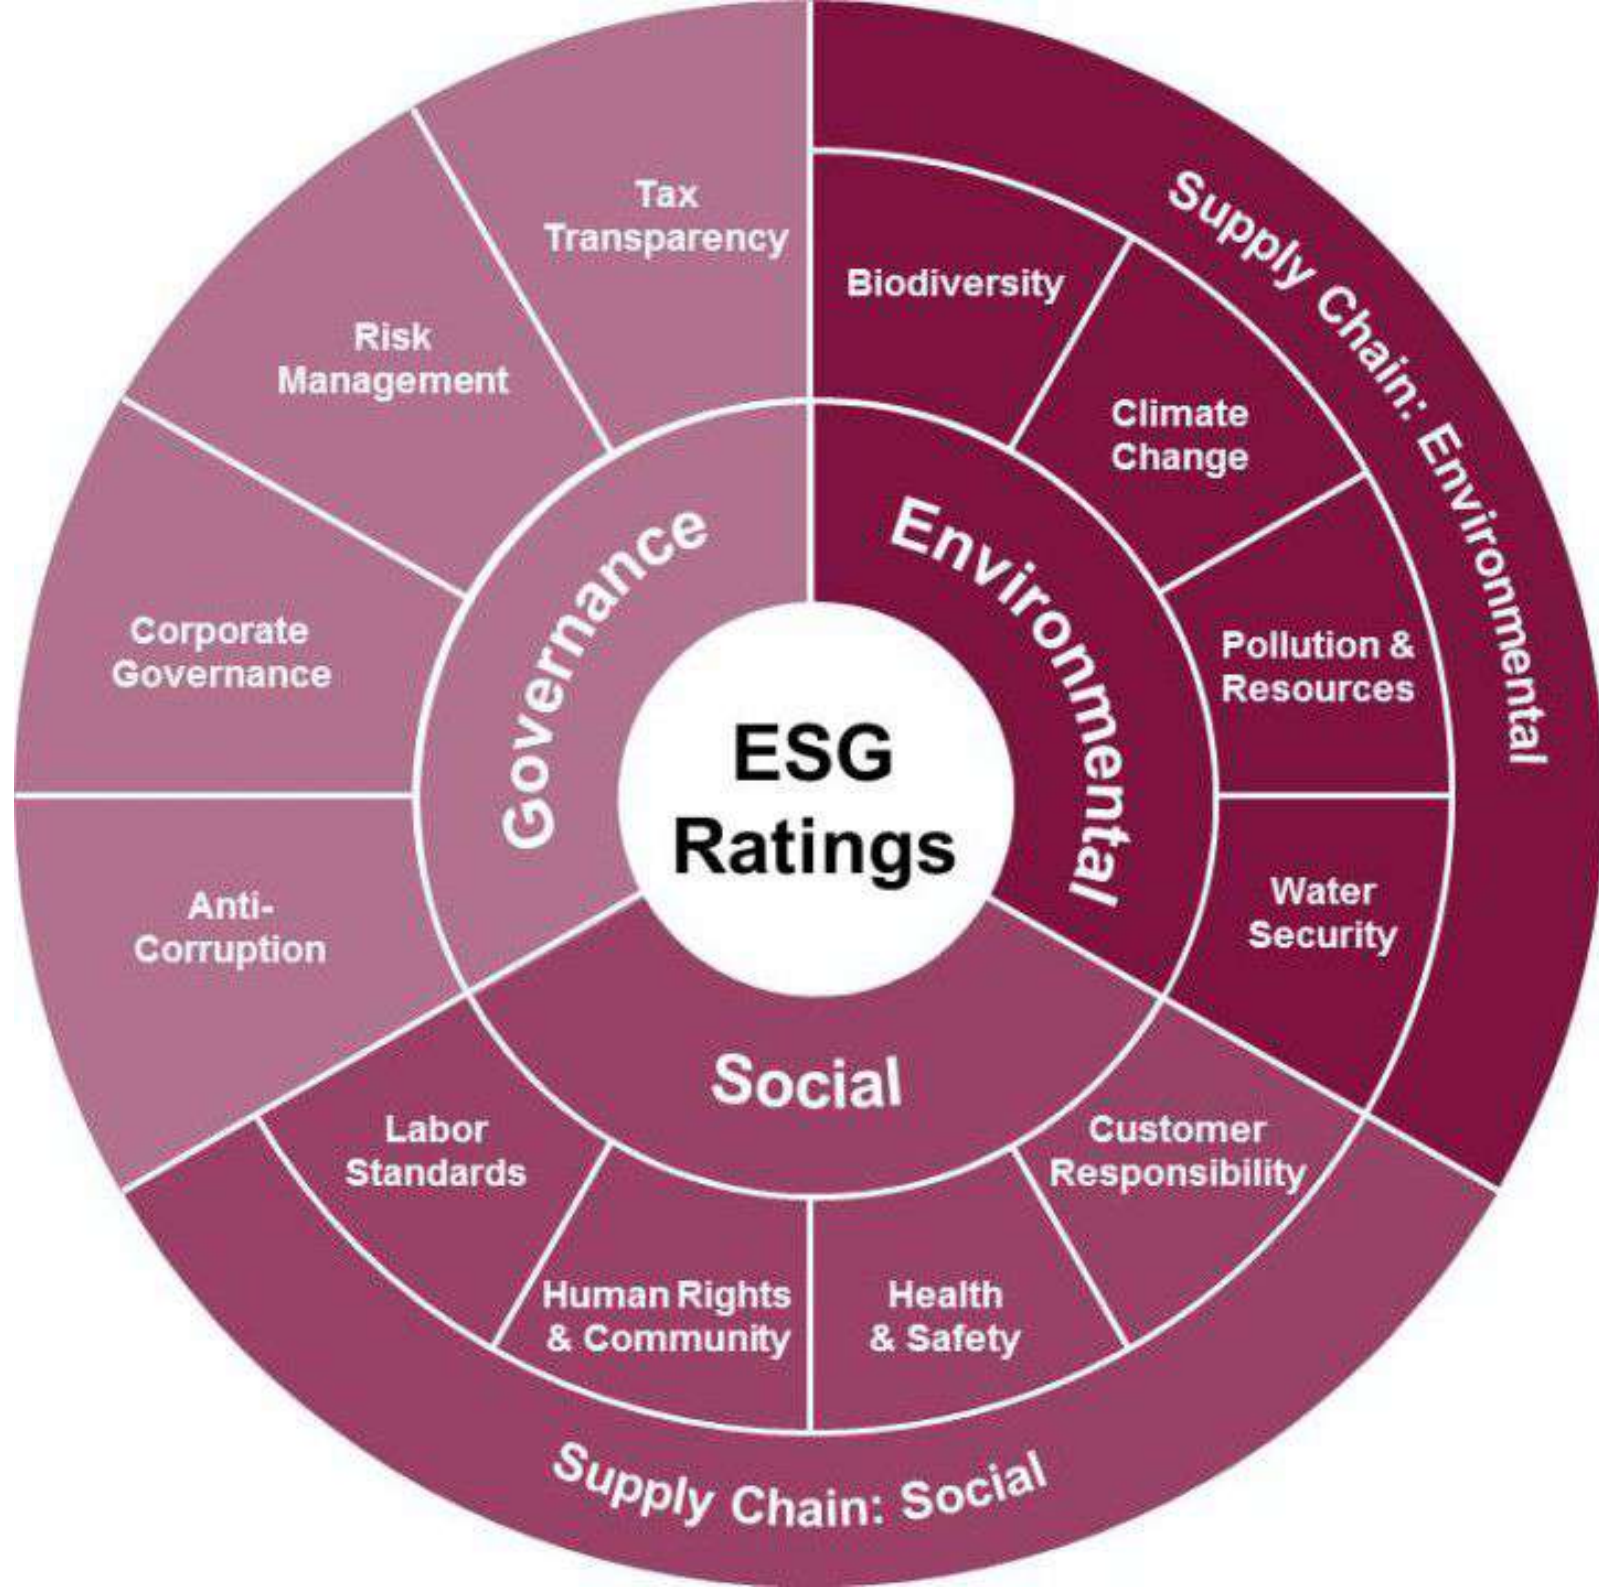 ESG
Ratings
Environmental
Biodiversity
Climate
Change
Pollution &
Resources
Water
Security
Supply Chain: Environmental
Social
Customer
Responsibility
Health
& Safety
Human Rights
& Community
Labor
Standards
Supply Chain: Social
Governance
Anti-
Corruption
Corporate
Governance
Risk
Management
Tax
Transparency